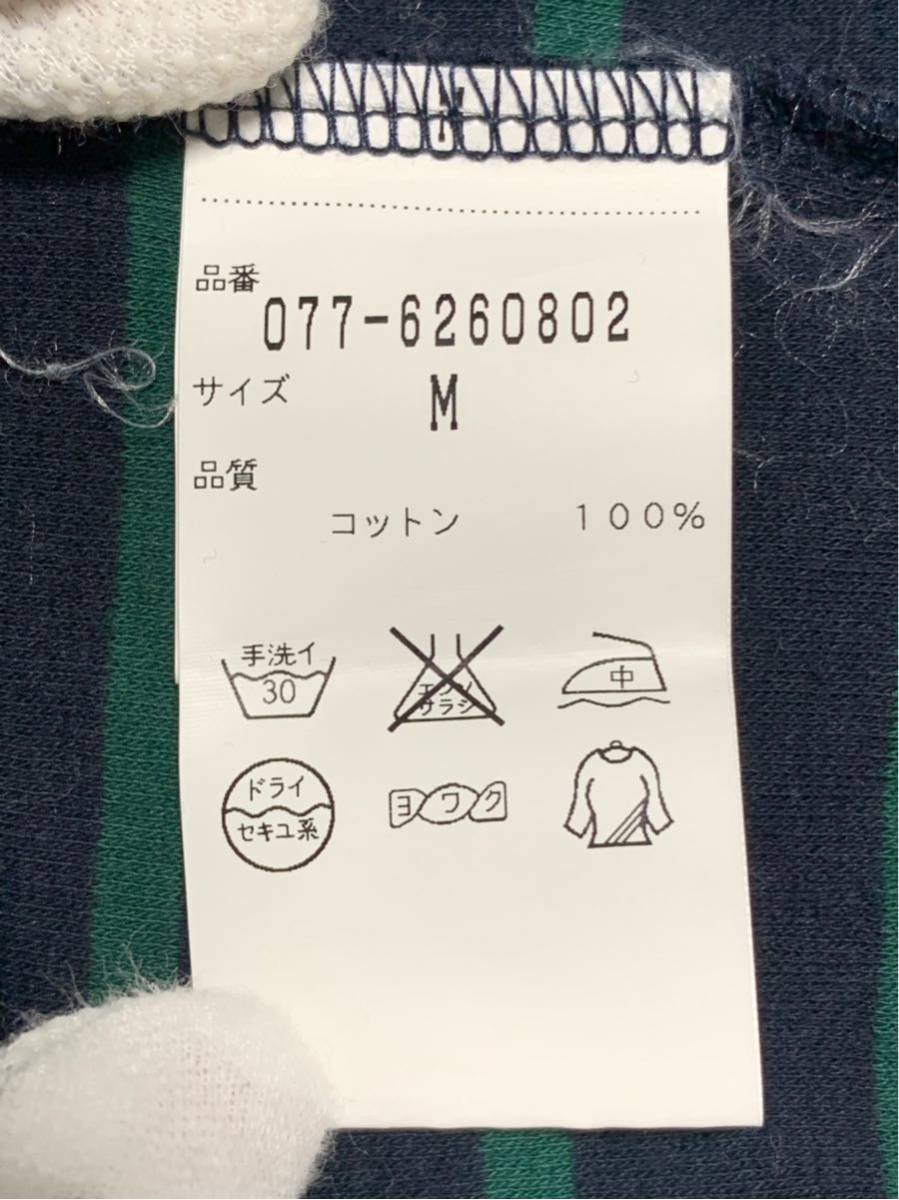 品番
077-6260802
サイズ
M
品質
コットン 100%
手洗イ
30
エンソ
サラシ
中
ドライ
セキユ系
ヨワク